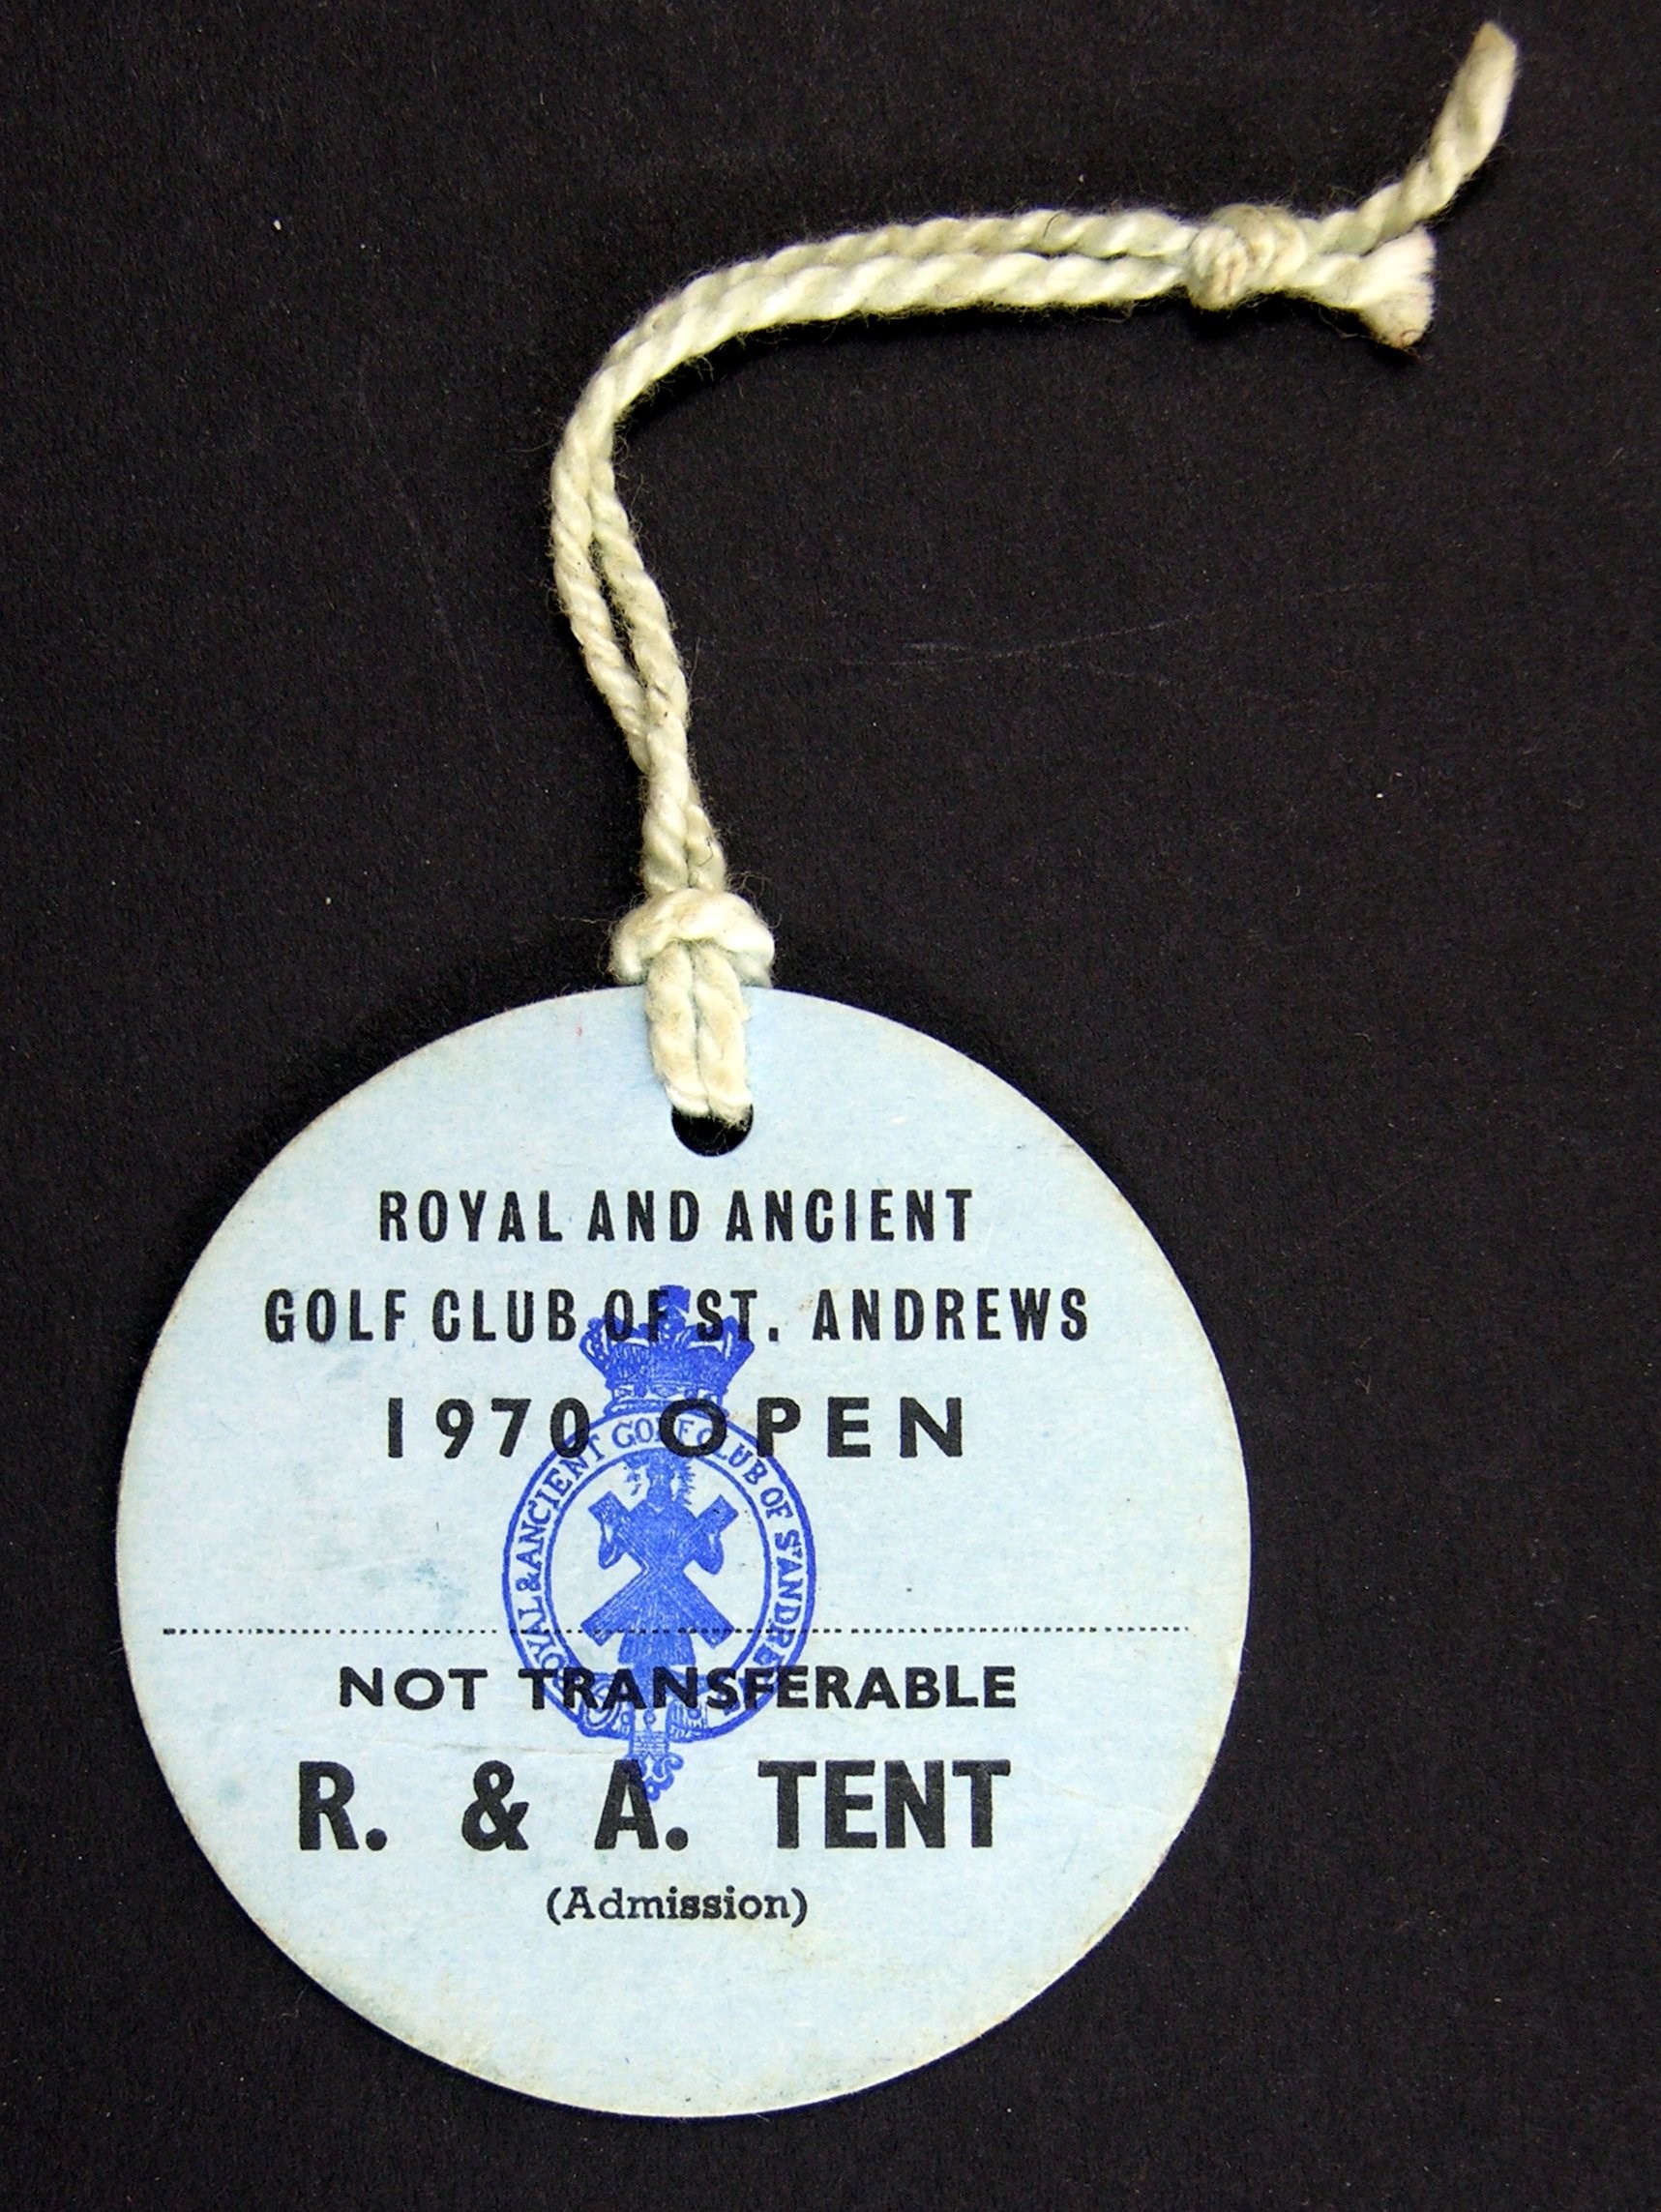 ROYAL AND ANCIENT
GOLF CLUB OF ST. ANDREWS
1970 OPEN
ROYAL & ANCIENT GOLF CLUB OF ST ANDREWS
NOT TRANSFERABLE
R. & A. TENT
(Admission)